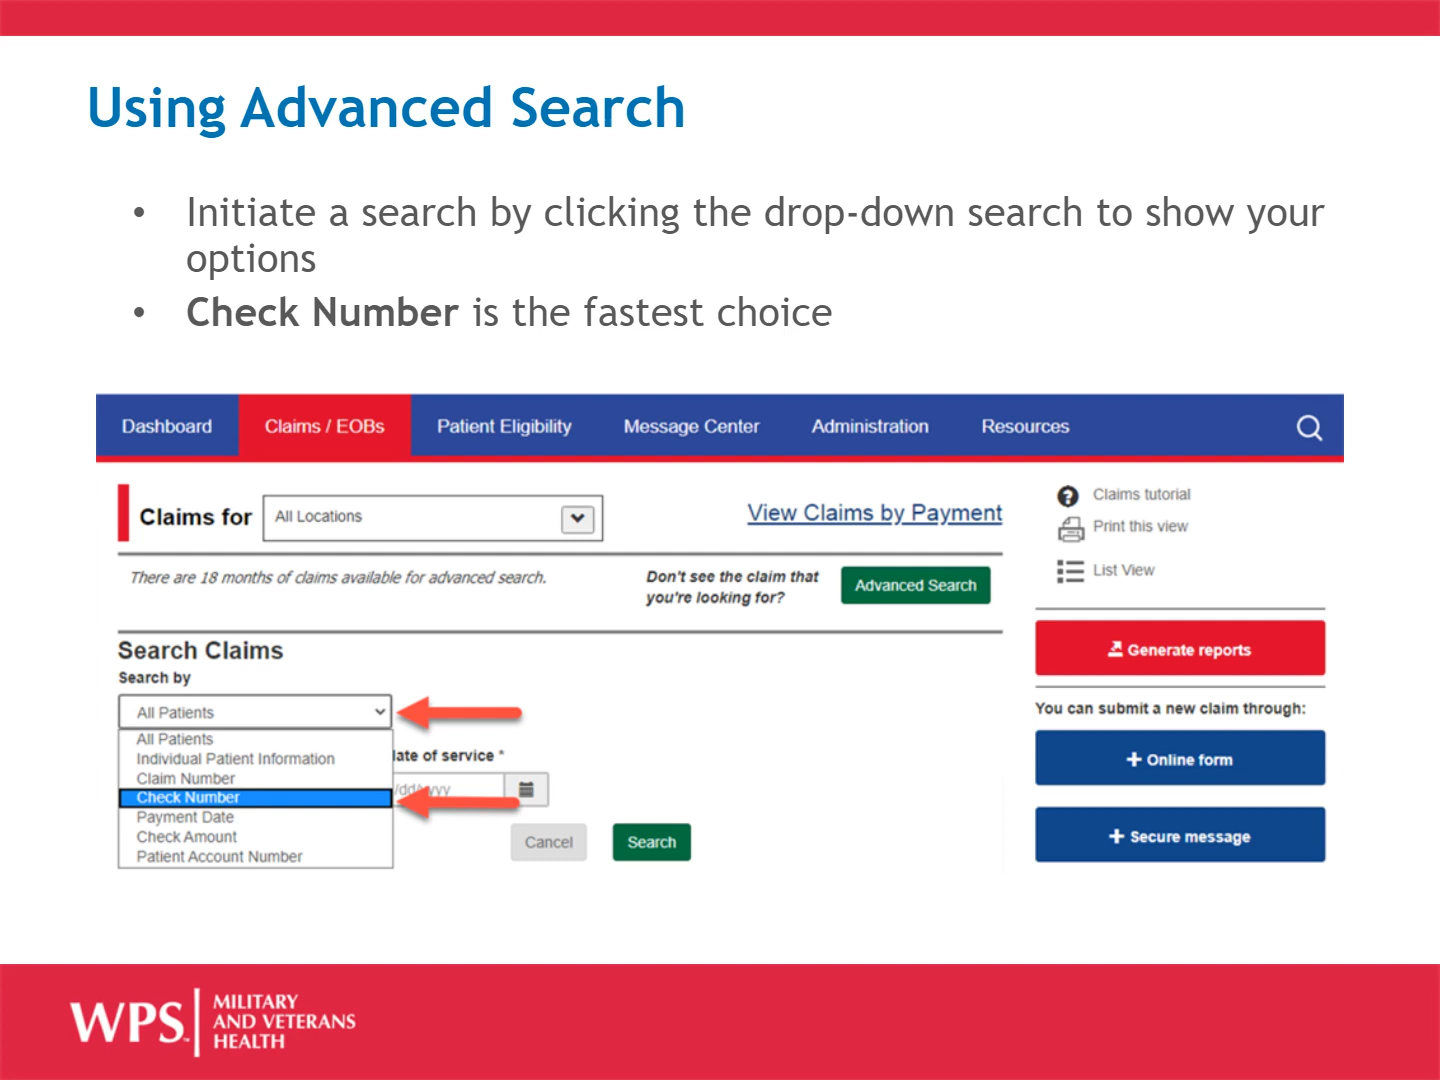 Using Advanced Search
• Initiate a search by clicking the drop-down search to show your
options
• Check Number is the fastest choice
Dashboard Claims / EOBs Patient Eligibility Message Center Administration Resources
Claims for All Locations View Claims by Payment
There are 18 months of claims available for advanced search.
Don't see the claim that
you're looking for?
Advanced Search
Search Claims
Search by
All Patients
All Patients
Individual Patient Information
Claim Number
Check Number
Payment Date
Check Amount
Patient Account Number
date of service *
Cancel Search
Claims tutorial
Print this view
List View
Generate reports
You can submit a new claim through:
+ Online form
+ Secure message
WPS™
MILITARY
AND VETERANS
HEALTH